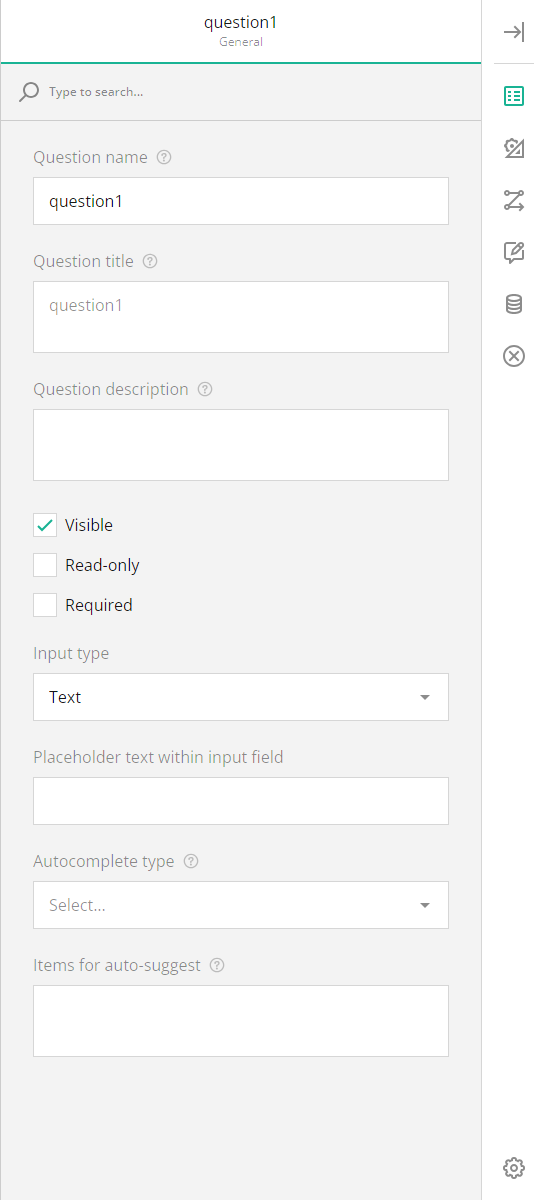 question1
General
Type to search...
Question name
question1
Question title
question1
Question description
Visible
Read-only
Required
Input type
Text
Placeholder text within input field
Autocomplete type
Select...
Items for auto-suggest